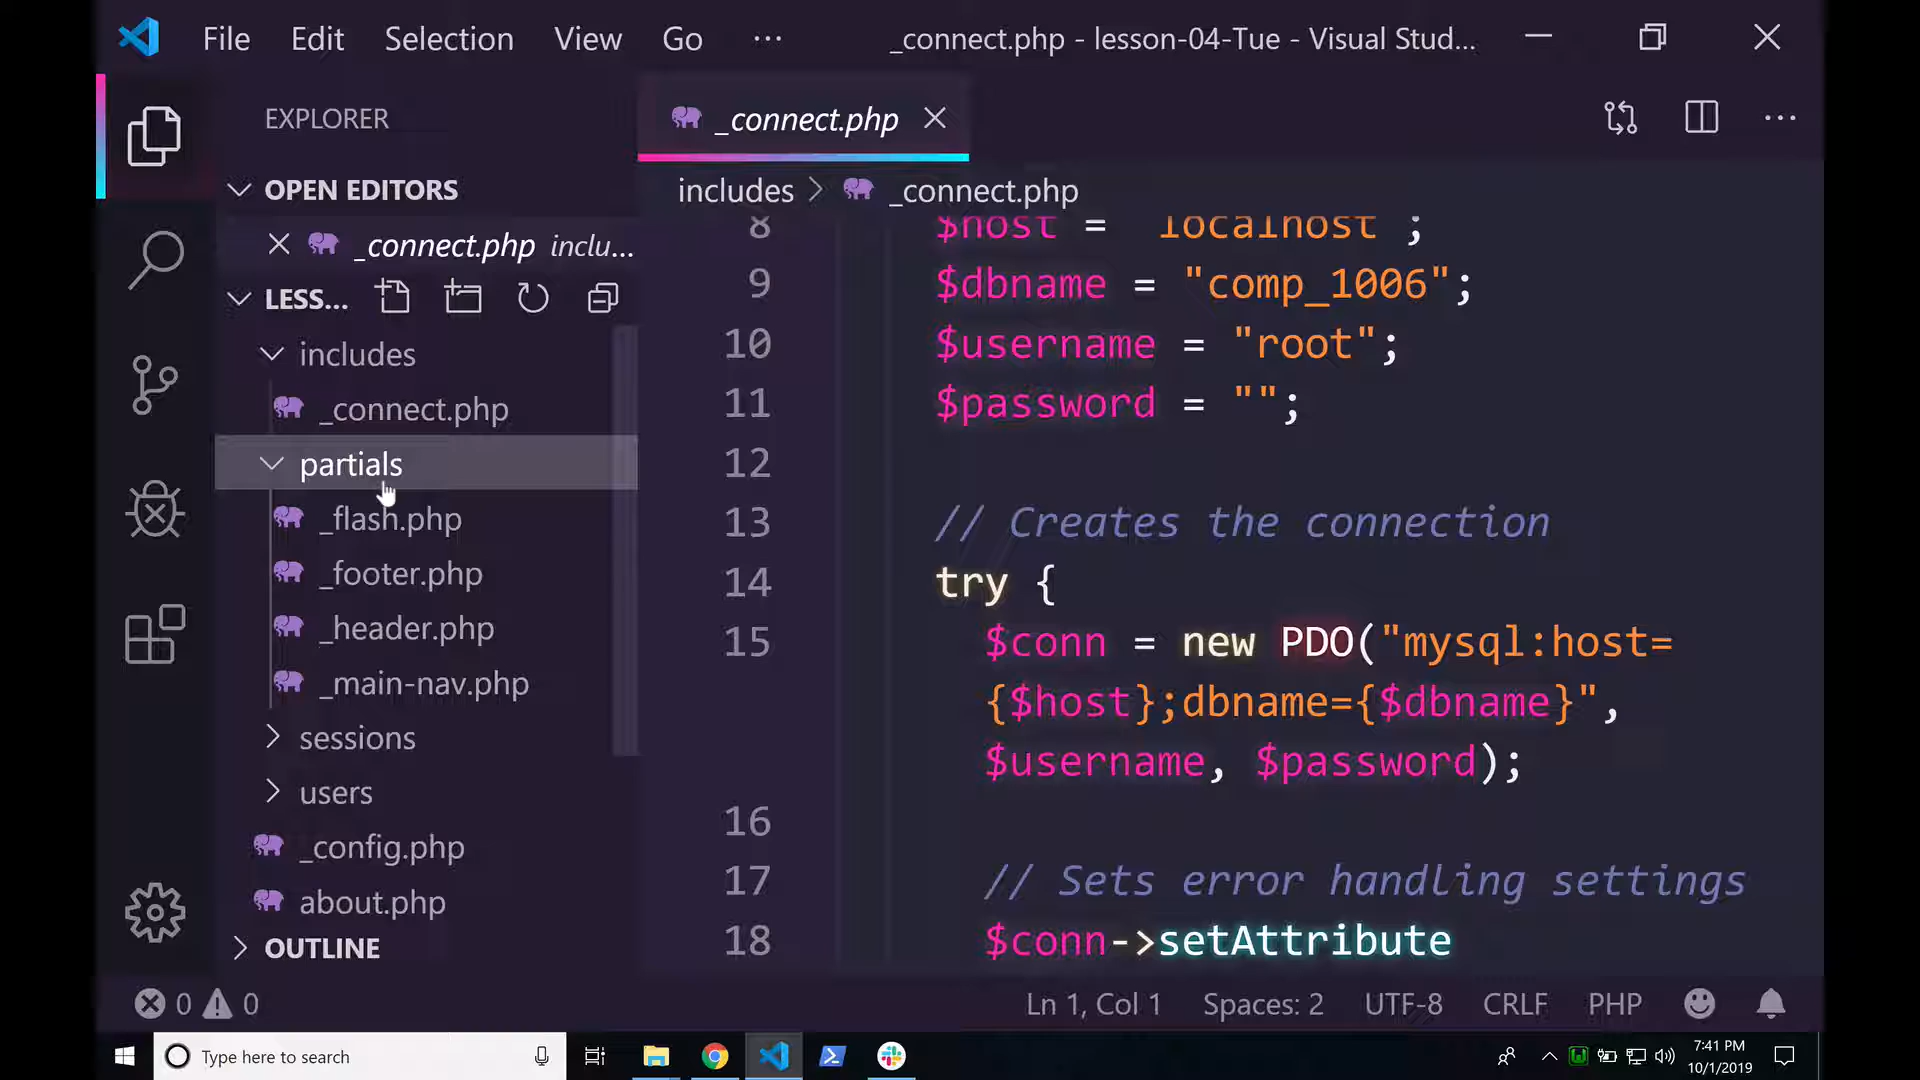 File Edit Selection View Go ··· _connect.php - lesson-04-Tue - Visual Stud...
EXPLORER
OPEN EDITORS
_connect.php inclu...
LESS...
includes
_connect.php
partials
_flash.php
_footer.php
_header.php
_main-nav.php
sessions
users
_config.php
about.php
OUTLINE
_connect.php
includes > _connect.php
8 $host = "localhost";
9 $dbname = "comp_1006";
10 $username = "root";
11 $password = "";
12
13 // Creates the connection
14 try {
15 $conn = new PDO("mysql:host=
{$host};dbname={$dbname}",
$username, $password);
16
17 // Sets error handling settings
18 $conn->setAttribute
0 0 Ln 1, Col 1 Spaces: 2 UTF-8 CRLF PHP
Type here to search
7:41 PM
10/1/2019